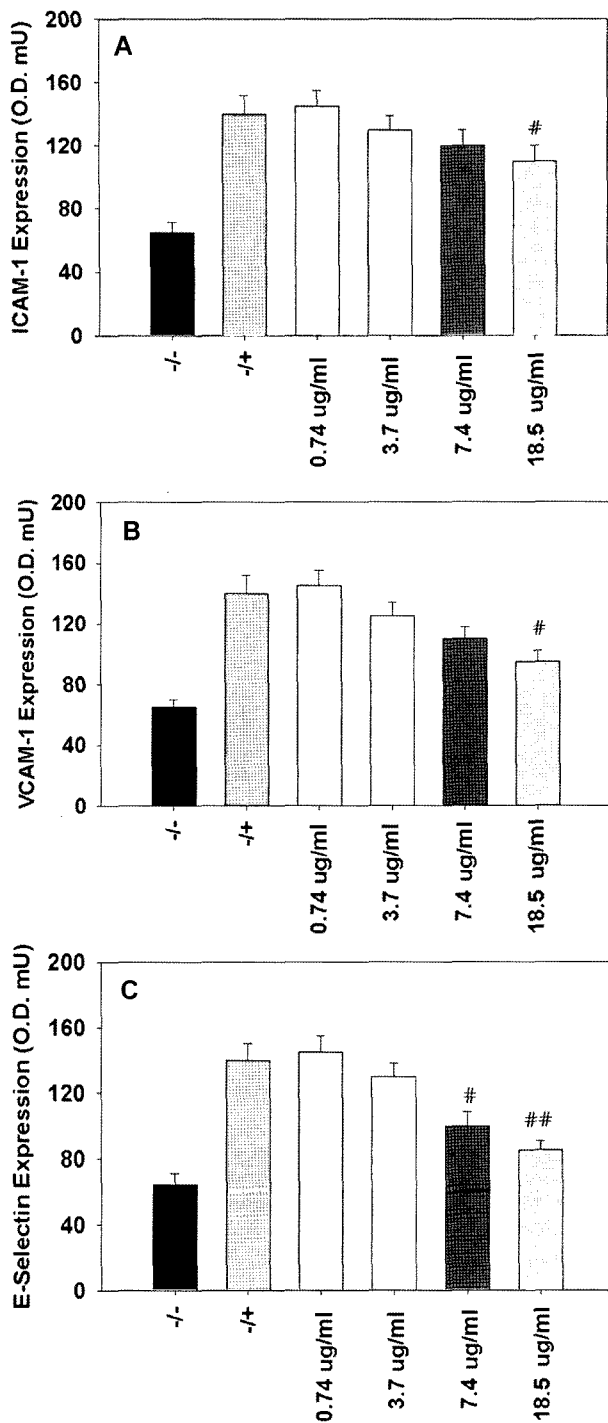 A
ICAM-1 Expression (O.D. mU)
200
160
120
80
40
0
#
-/-
-/+
0.74 ug/ml
3.7 ug/ml
7.4 ug/ml
18.5 ug/ml
B
VCAM-1 Expression (O.D. mU)
200
160
120
80
40
0
#
-/-
-/+
0.74 ug/ml
3.7 ug/ml
7.4 ug/ml
18.5 ug/ml
C
E-Selectin Expression (O.D. mU)
200
160
120
80
40
0
#
##
-/-
-/+
0.74 ug/ml
3.7 ug/ml
7.4 ug/ml
18.5 ug/ml